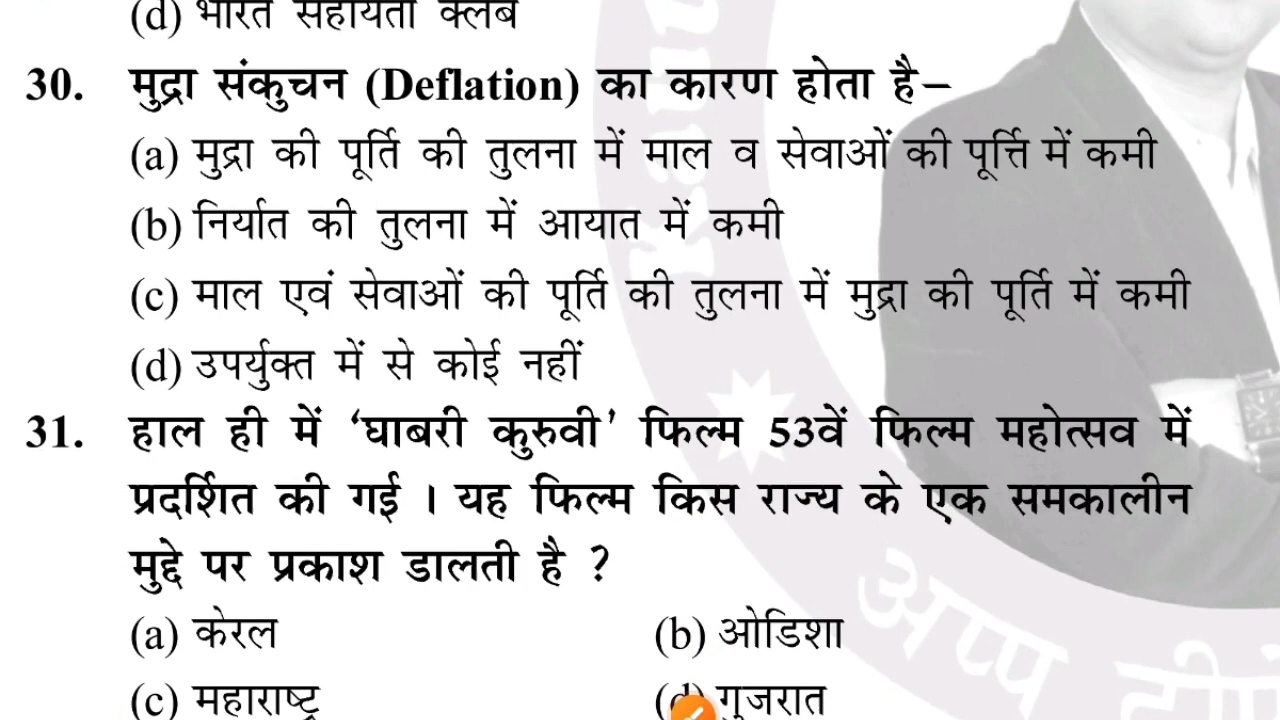 (d) भारत सहायता क्लब
30. मुद्रा संकुचन (Deflation) का कारण होता है–
(a) मुद्रा की पूर्ति की तुलना में माल व सेवाओं की पूर्त्ति में कमी
(b) निर्यात की तुलना में आयात में कमी
(c) माल एवं सेवाओं की पूर्ति की तुलना में मुद्रा की पूर्ति में कमी
(d) उपर्युक्त में से कोई नहीं
31. हाल ही में ‘घाबरी कुरुवी’ फिल्म 53वें फिल्म महोत्सव में
प्रदर्शित की गई । यह फिल्म किस राज्य के एक समकालीन
मुद्दे पर प्रकाश डालती है ?
(a) केरल (b) ओडिशा
(c) महाराष्ट्र (d) गुजरात
अप्प